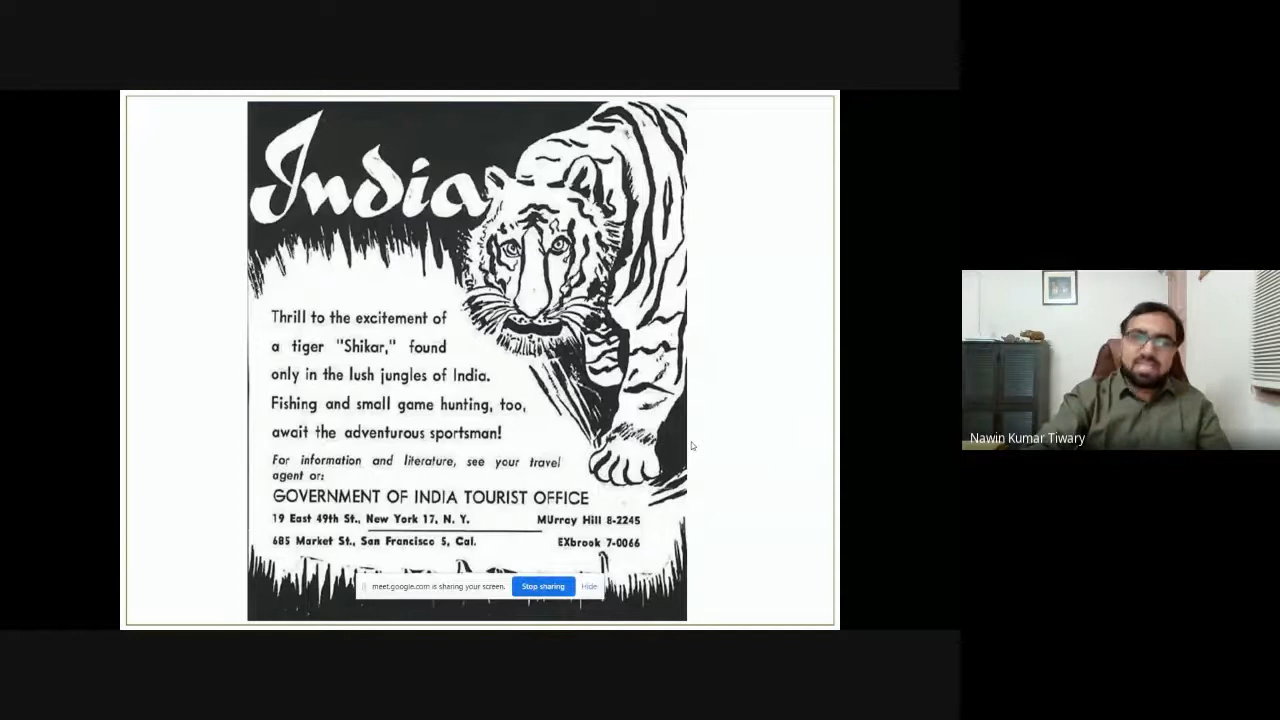 India
Thrill to the excitement of
a tiger "Shikar," found
only in the lush jungles of India.
Fishing and small game hunting, too,
await the adventurous sportsman!
For information and literature, see your travel
agent or:
GOVERNMENT OF INDIA TOURIST OFFICE
19 East 49th St., New York 17, N. Y. MUrray Hill 8-2245
685 Market St., San Francisco 5, Cal. EXbrook 7-0066
meet.google.com is sharing your screen. Stop sharing Hide
Nawin Kumar Tiwary